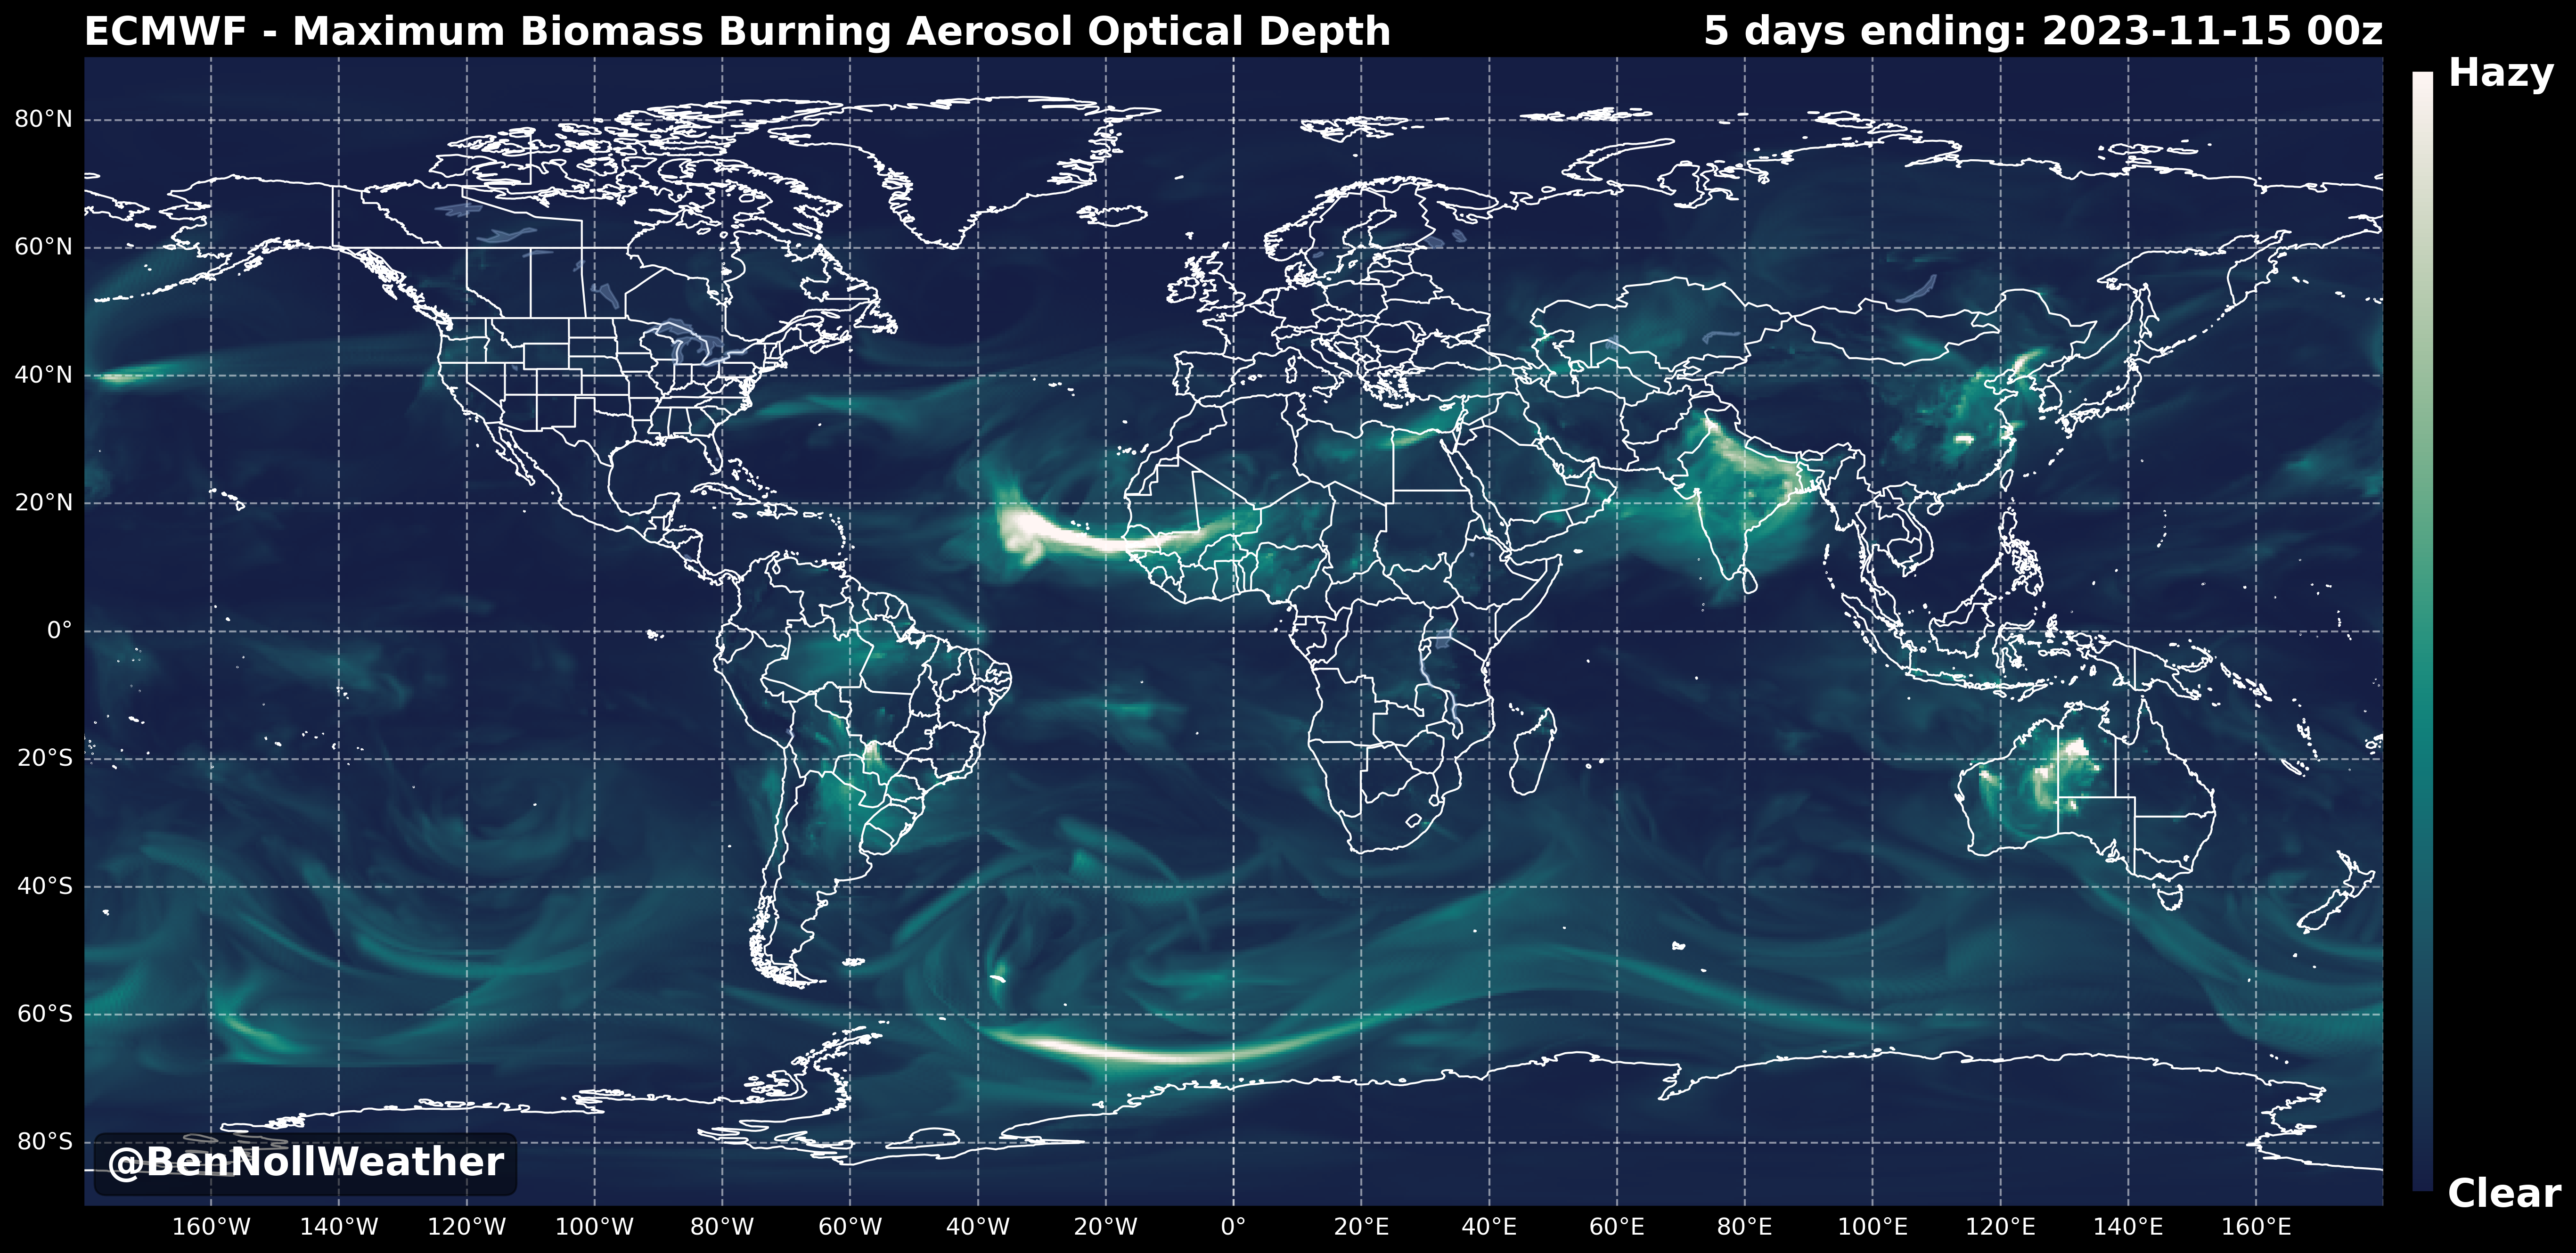 ECMWF - Maximum Biomass Burning Aerosol Optical Depth
5 days ending: 2023-11-15 00z
Hazy
80°N
60°N
40°N
20°N
0°
20°S
40°S
60°S
80°S
@BenNollWeather
Clear
160°W 140°W 120°W 100°W 80°W 60°W 40°W 20°W 0° 20°E 40°E 60°E 80°E 100°E 120°E 140°E 160°E